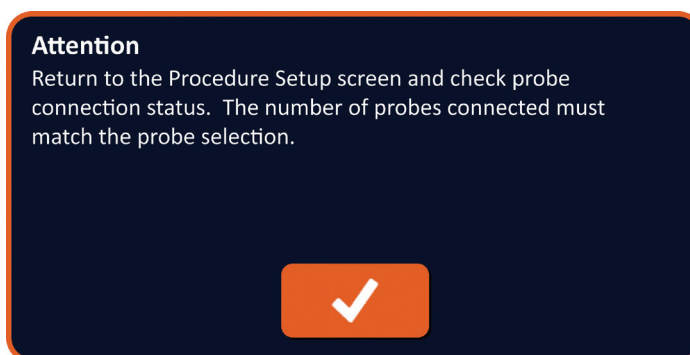 Attention
Return to the Procedure Setup screen and check probe
connection status.  The number of probes connected must
match the probe selection.